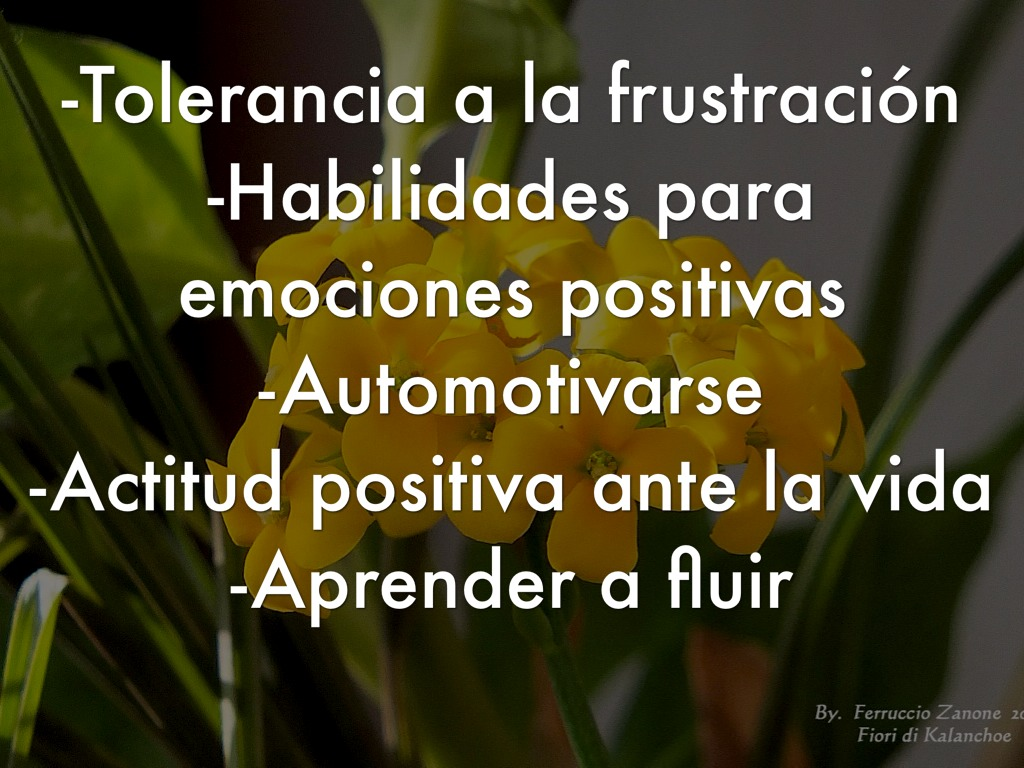 -Tolerancia a la frustración
-Habilidades para
emociones positivas
-Automotivarse
-Actitud positiva ante la vida
-Aprender a fluir
By. Ferruccio Zanone 20
Fiori di Kalanchoe